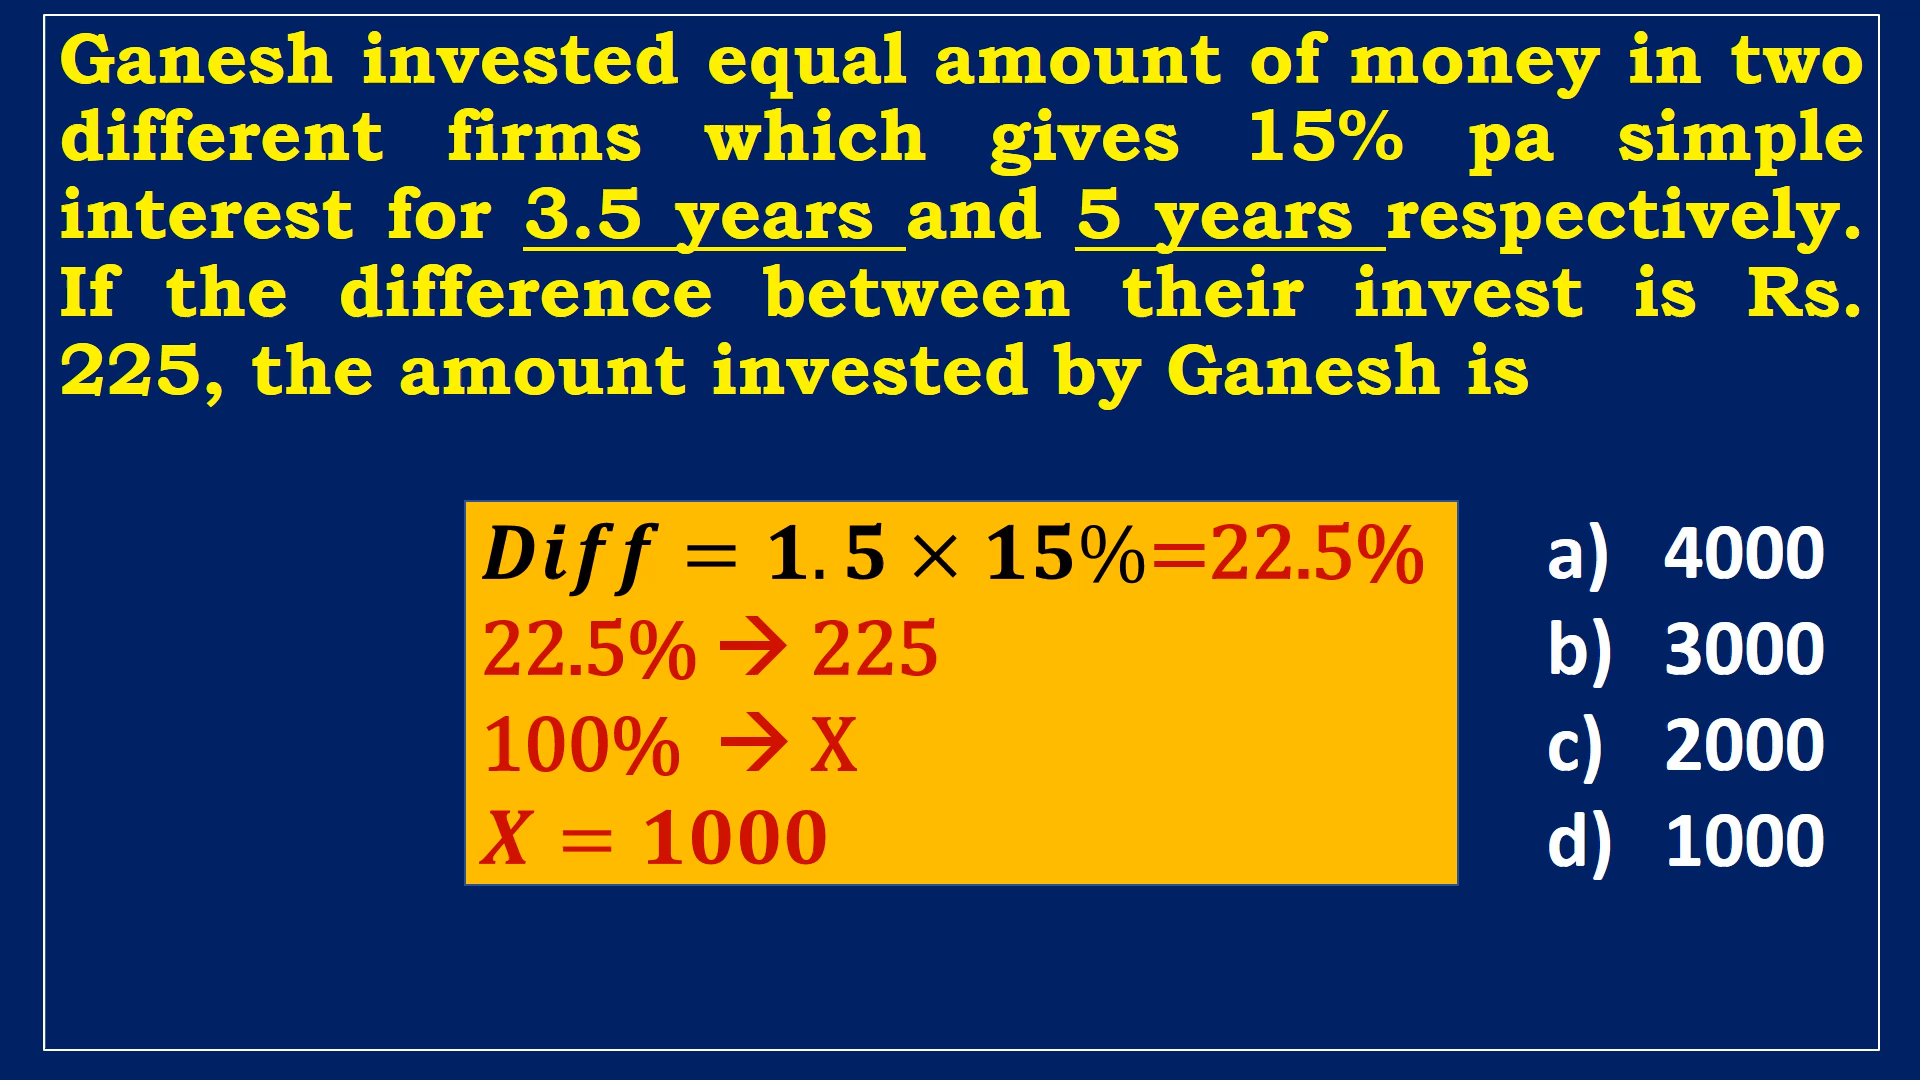 Ganesh invested equal amount of money in two
different firms which gives 15% pa simple
interest for 3.5 years and 5 years respectively.
If the difference between their invest is Rs.
225, the amount invested by Ganesh is
Diff = 1.5 × 15%=22.5%
22.5% → 225
100% → X
X = 1000
a) 4000
b) 3000
c) 2000
d) 1000